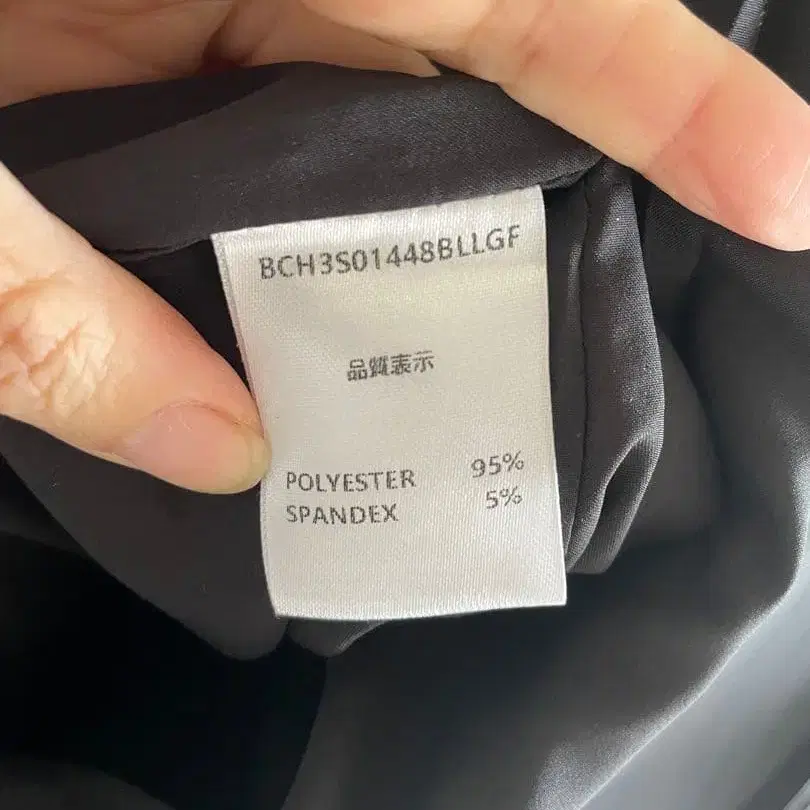 BCH3S01448BLLGF
品質表示
POLYESTER 95%
SPANDEX 5%